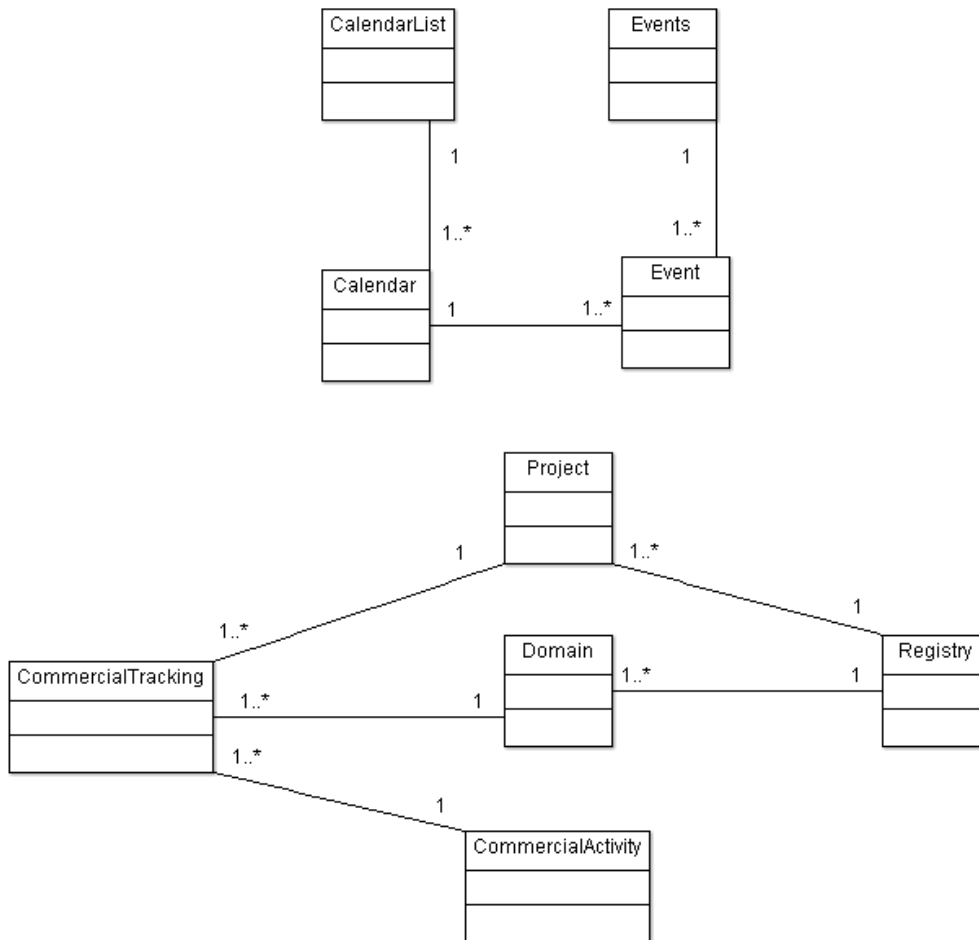 CalendarList
Events
1
1
1..*
1..*
Calendar
Event
1
1..*
Project
1
1..*
1..*
1
CommercialTracking
Domain
Registry
1..*
1
1..*
1
1..*
1
CommercialActivity